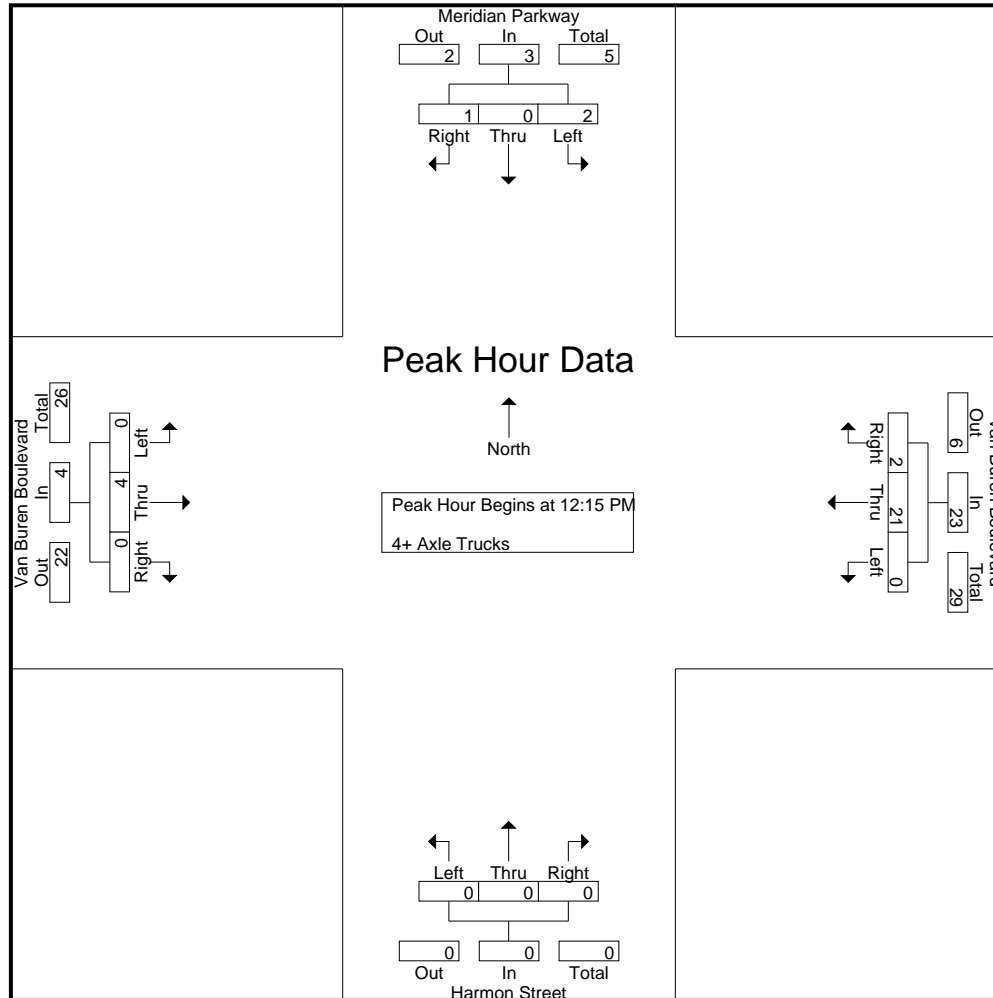 Meridian Parkway
Out In Total
2 3 5
1 0 2
Right Thru Left
Peak Hour Data
North
Peak Hour Begins at 12:15 PM
4+ Axle Trucks
Van Buren Boulevard
Total In Out
26 4 22
0 4 0
Left Thru Right
Van Buren Boulevard
Out In Total
6 23 29
2 21 0
Right Thru Left
Left Thru Right
0 0 0
0 0 0
Out In Total
Harmon Street